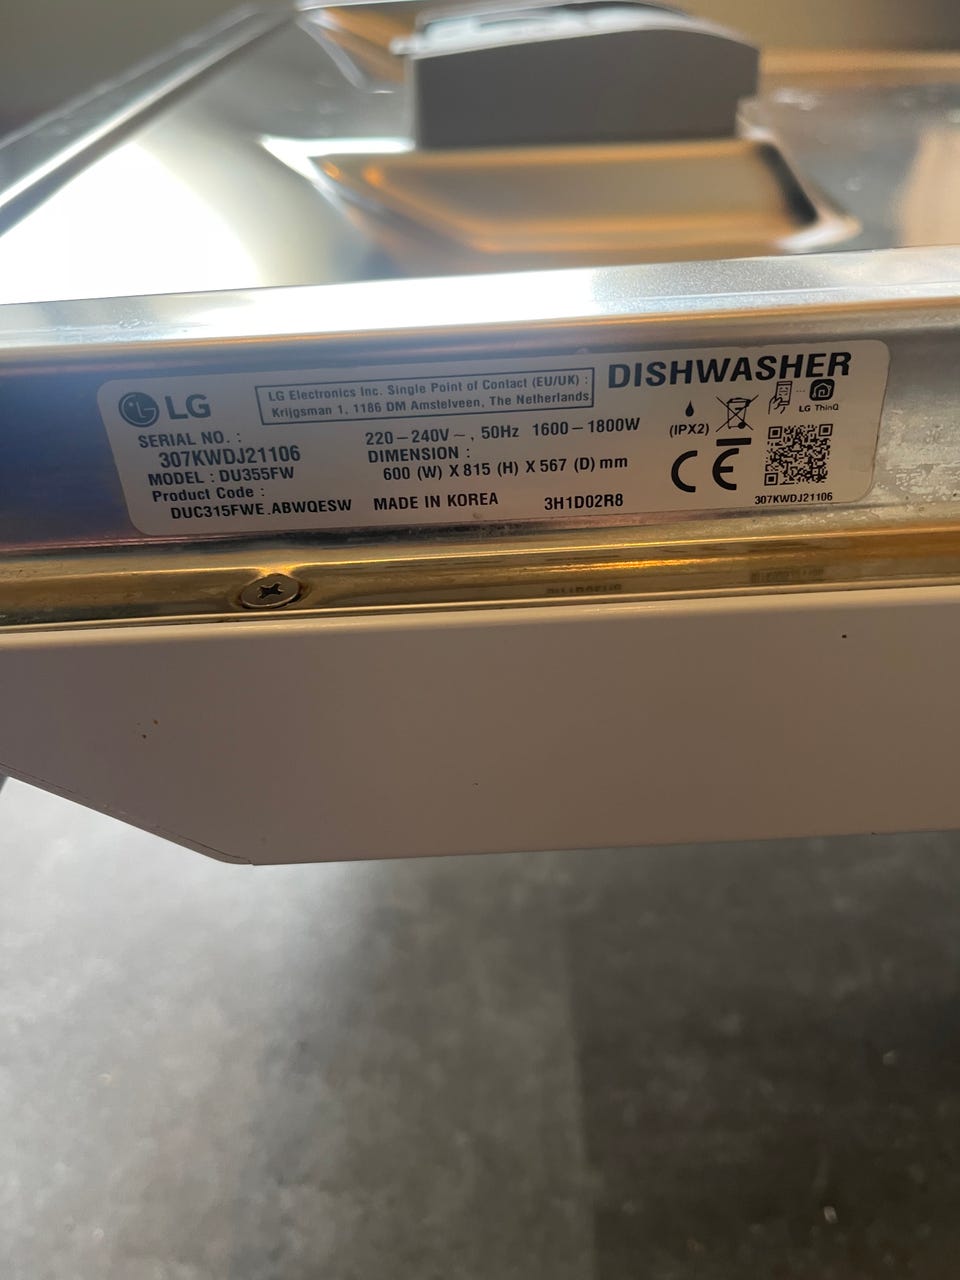 LG
LG Electronics Inc. Single Point of Contact (EU/UK) :
Krijgsman 1, 1186 DM Amstelveen, The Netherlands.
DISHWASHER
SERIAL NO. :
307KWDJ21106
MODEL : DU355FW
Product Code :
DUC315FWE.ABWQESW
220-240V~, 50Hz 1600-1800W
DIMENSION :
600 (W) X 815 (H) X 567 (D) mm
MADE IN KOREA 3H1D02R8
(IPX2)
CE
LG ThinQ
307KWDJ21106